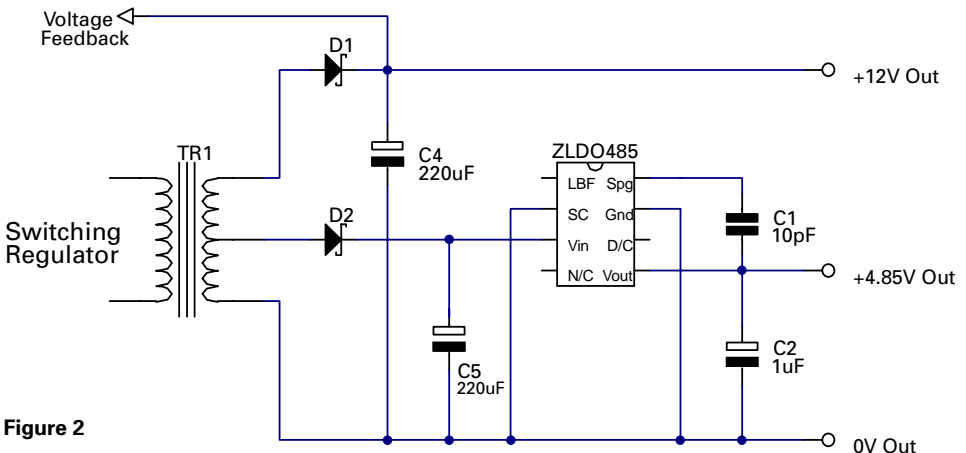 Voltage
Feedback
D1
+12V Out
TR1
C4
220uF
ZLDO485
LBF Spg
SC Gnd
Vin D/C
N/C Vout
C1
10pF
D2
Switching
Regulator
+4.85V Out
C2
1uF
C5
220uF
Figure 2
0V Out